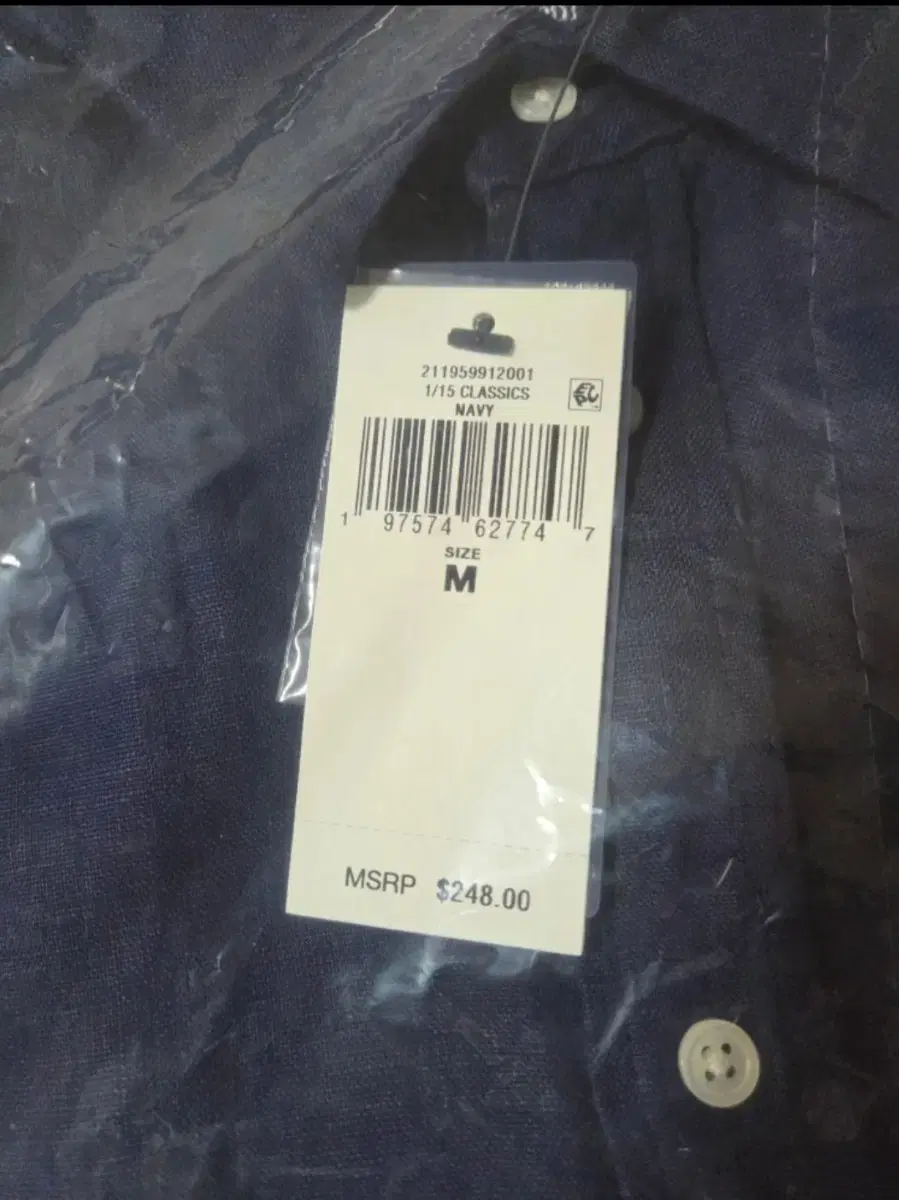 211959912001
1/15 CLASSICS
NAVY
1 97574 62774 7
SIZE
M
MSRP $248.00